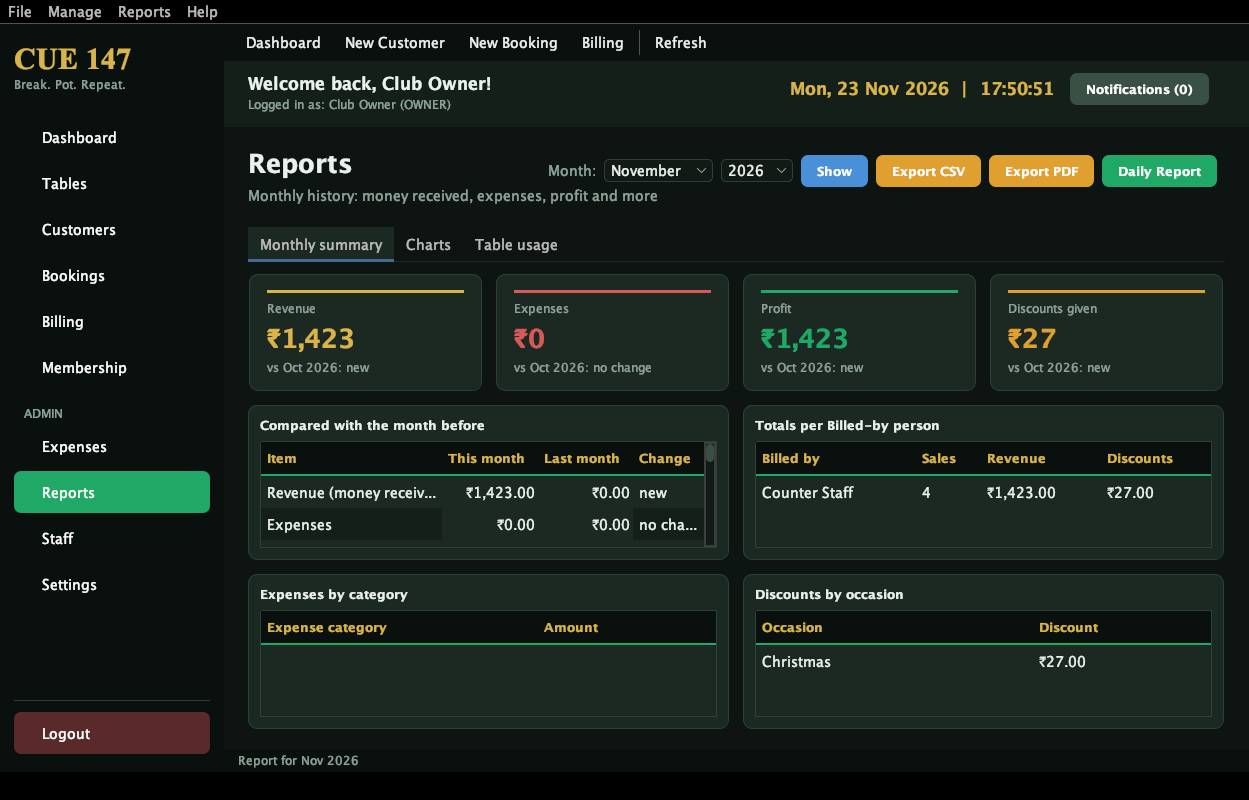 File Manage Reports Help
CUE 147
Break. Pot. Repeat.
Dashboard New Customer New Booking Billing Refresh
Welcome back, Club Owner!
Logged in as: Club Owner (OWNER)
Mon, 23 Nov 2026 | 17:50:51
Notifications (0)
Dashboard
Tables
Customers
Bookings
Billing
Membership
ADMIN
Expenses
Reports
Staff
Settings
Logout
Reports
Month: November 2026 Show Export CSV Export PDF Daily Report
Monthly history: money received, expenses, profit and more
Monthly summary Charts Table usage
Revenue
₹1,423
vs Oct 2026: new
Expenses
₹0
vs Oct 2026: no change
Profit
₹1,423
vs Oct 2026: new
Discounts given
₹27
vs Oct 2026: new
Compared with the month before
Item This month Last month Change
Revenue (money receiv... ₹1,423.00 ₹0.00 new
Expenses ₹0.00 ₹0.00 no cha...
Totals per Billed-by person
Billed by Sales Revenue Discounts
Counter Staff 4 ₹1,423.00 ₹27.00
Expenses by category
Expense category Amount
Discounts by occasion
Occasion Discount
Christmas ₹27.00
Report for Nov 2026